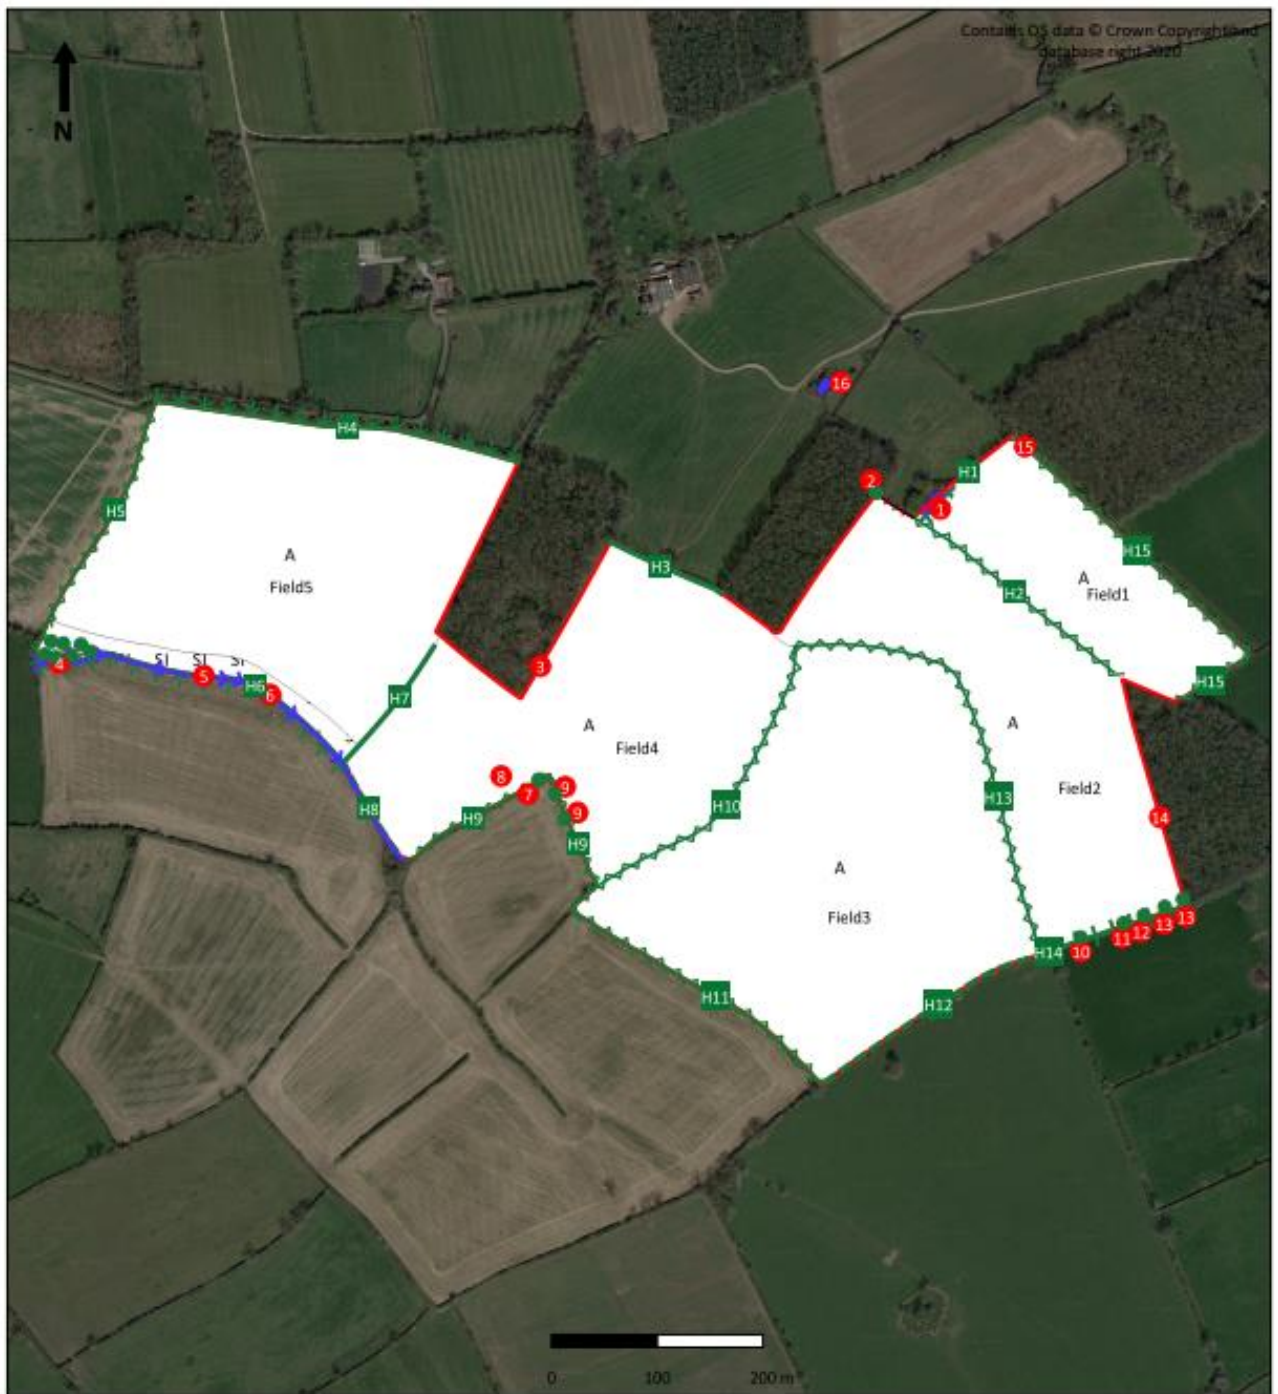 Contains OS data © Crown Copyright and
database right 2020
N
16
H4
15
H1
2
1
H5
H15
A
Field5
H3
H2
A
Field1
4
SI
SI
SI
5
H6
6
3
H15
H7
A
Field4
A
Field2
8
7
9
9
H8
H9
H9
H10
H13
14
A
Field3
H14
10
11
12
13
13
H11
H12
0
100
200 m